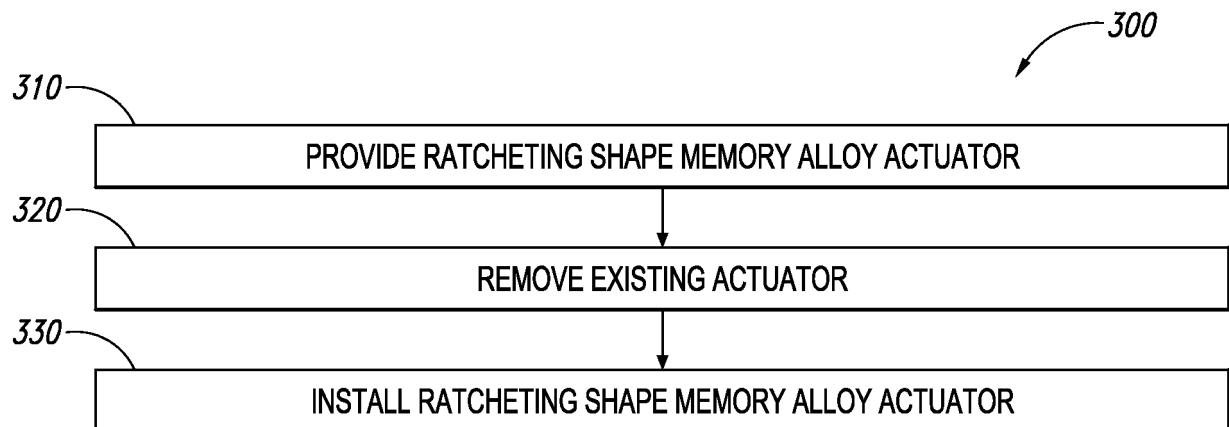 300
310
PROVIDE RATCHETING SHAPE MEMORY ALLOY ACTUATOR
320
REMOVE EXISTING ACTUATOR
330
INSTALL RATCHETING SHAPE MEMORY ALLOY ACTUATOR